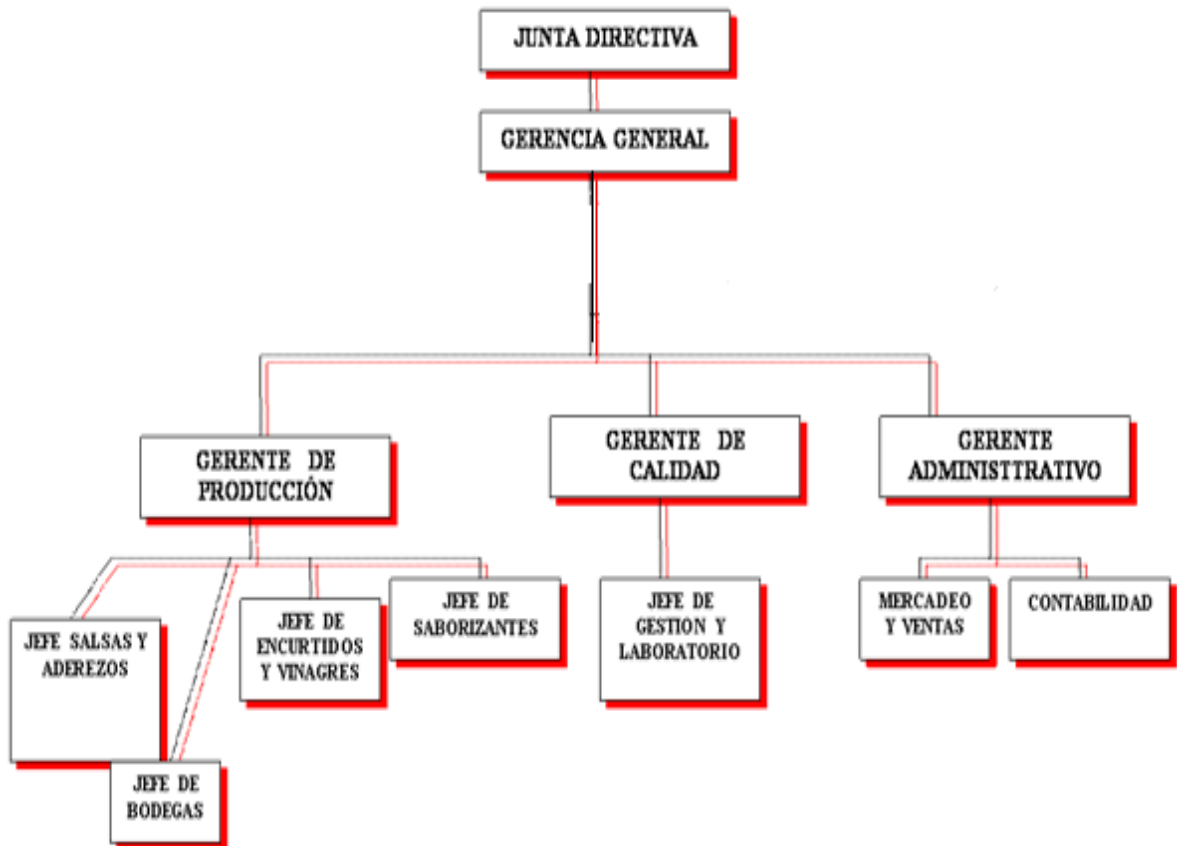 JUNTA DIRECTIVA
GERENCIA GENERAL
GERENTE DE
PRODUCCIÓN
GERENTE DE
CALIDAD
GERENTE
ADMINISTTRATIVO
JEFE SALSAS Y
ADEREZOS
JEFE DE
BODEGAS
JEFE DE
ENCURTIDOS
Y VINAGRES
JEFE DE
SABORIZANTES
JEFE DE
GESTION Y
LABORATORIO
MERCADEO
Y VENTAS
CONTABILIDAD